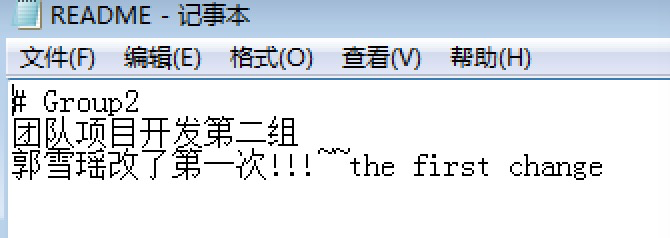 README - 记事本
文件(F) 编辑(E) 格式(O) 查看(V) 帮助(H)
# Group2
团队项目开发第二组
郭雪瑶改了第一次!!!~~the first change